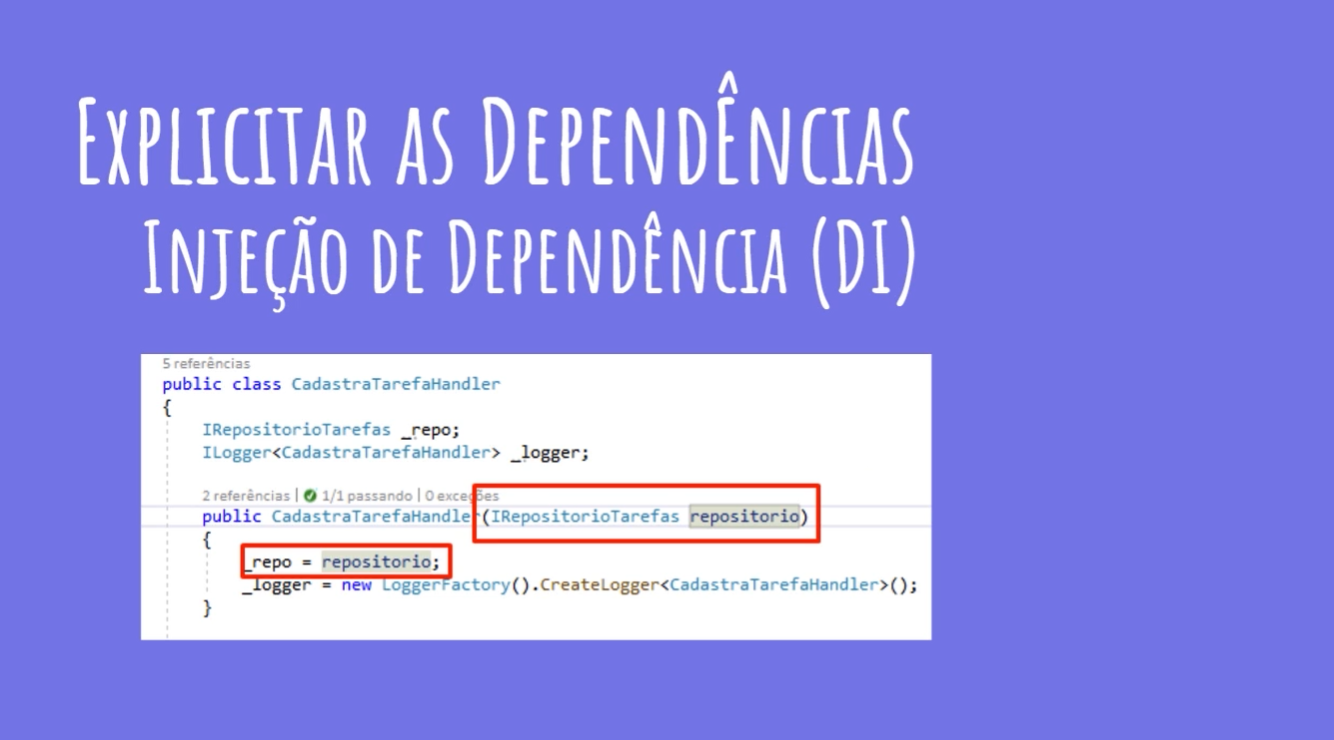 Explicitar as Dependências
Injeção de Dependência (DI)
5 referências
public class CadastraTarefaHandler
{
IRepositorioTarefas _repo;
ILogger<CadastraTarefaHandler> _logger;
2 referências | 1/1 passando | 0 exceções
public CadastraTarefaHandler(IRepositorioTarefas repositorio)
{
_repo = repositorio;
_logger = new LoggerFactory().CreateLogger<CadastraTarefaHandler>();
}